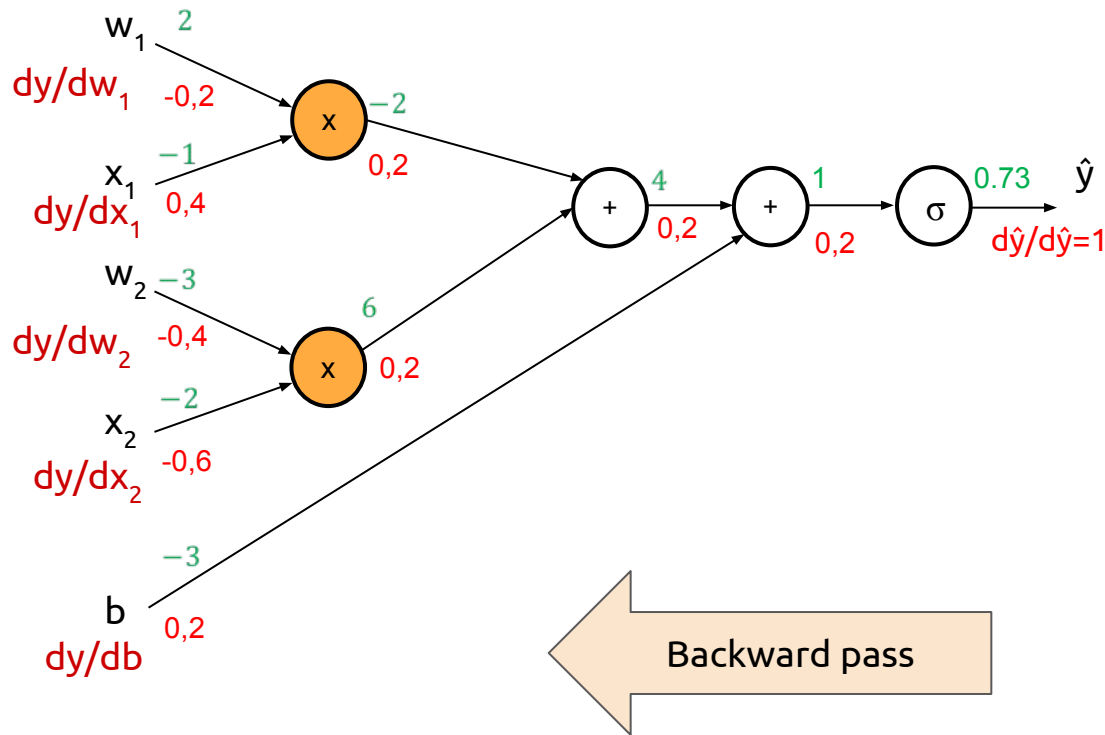 w₁ 2
dy/dw₁ -0,2
x −2
−1
x₁ 0,2
dy/dx₁ 0,4
+ 4
0,2
+ 1
0,2
σ 0.73 ŷ
dŷ/dŷ=1
w₂ −3
dy/dw₂ -0,4
6
x 0,2
−2
x₂
dy/dx₂ -0,6
−3
b 0,2
dy/db
Backward pass